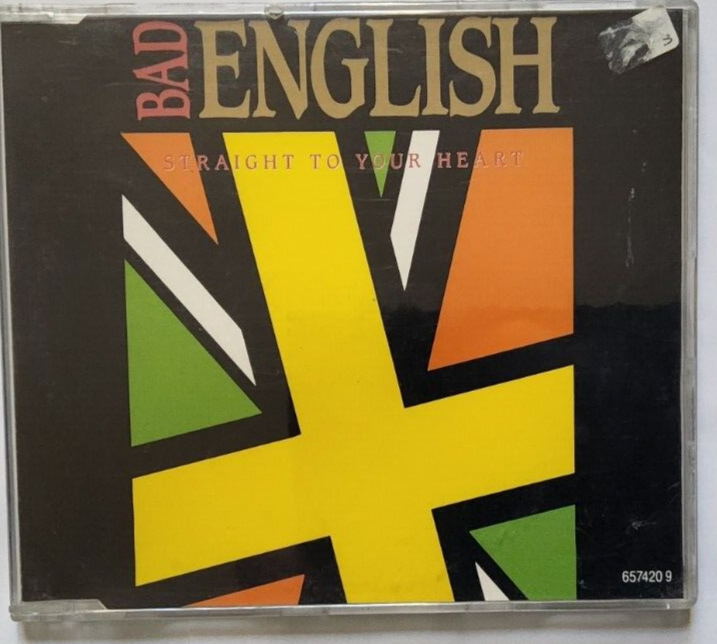 BAD ENGLISH
STRAIGHT TO YOUR HEART
657420 9